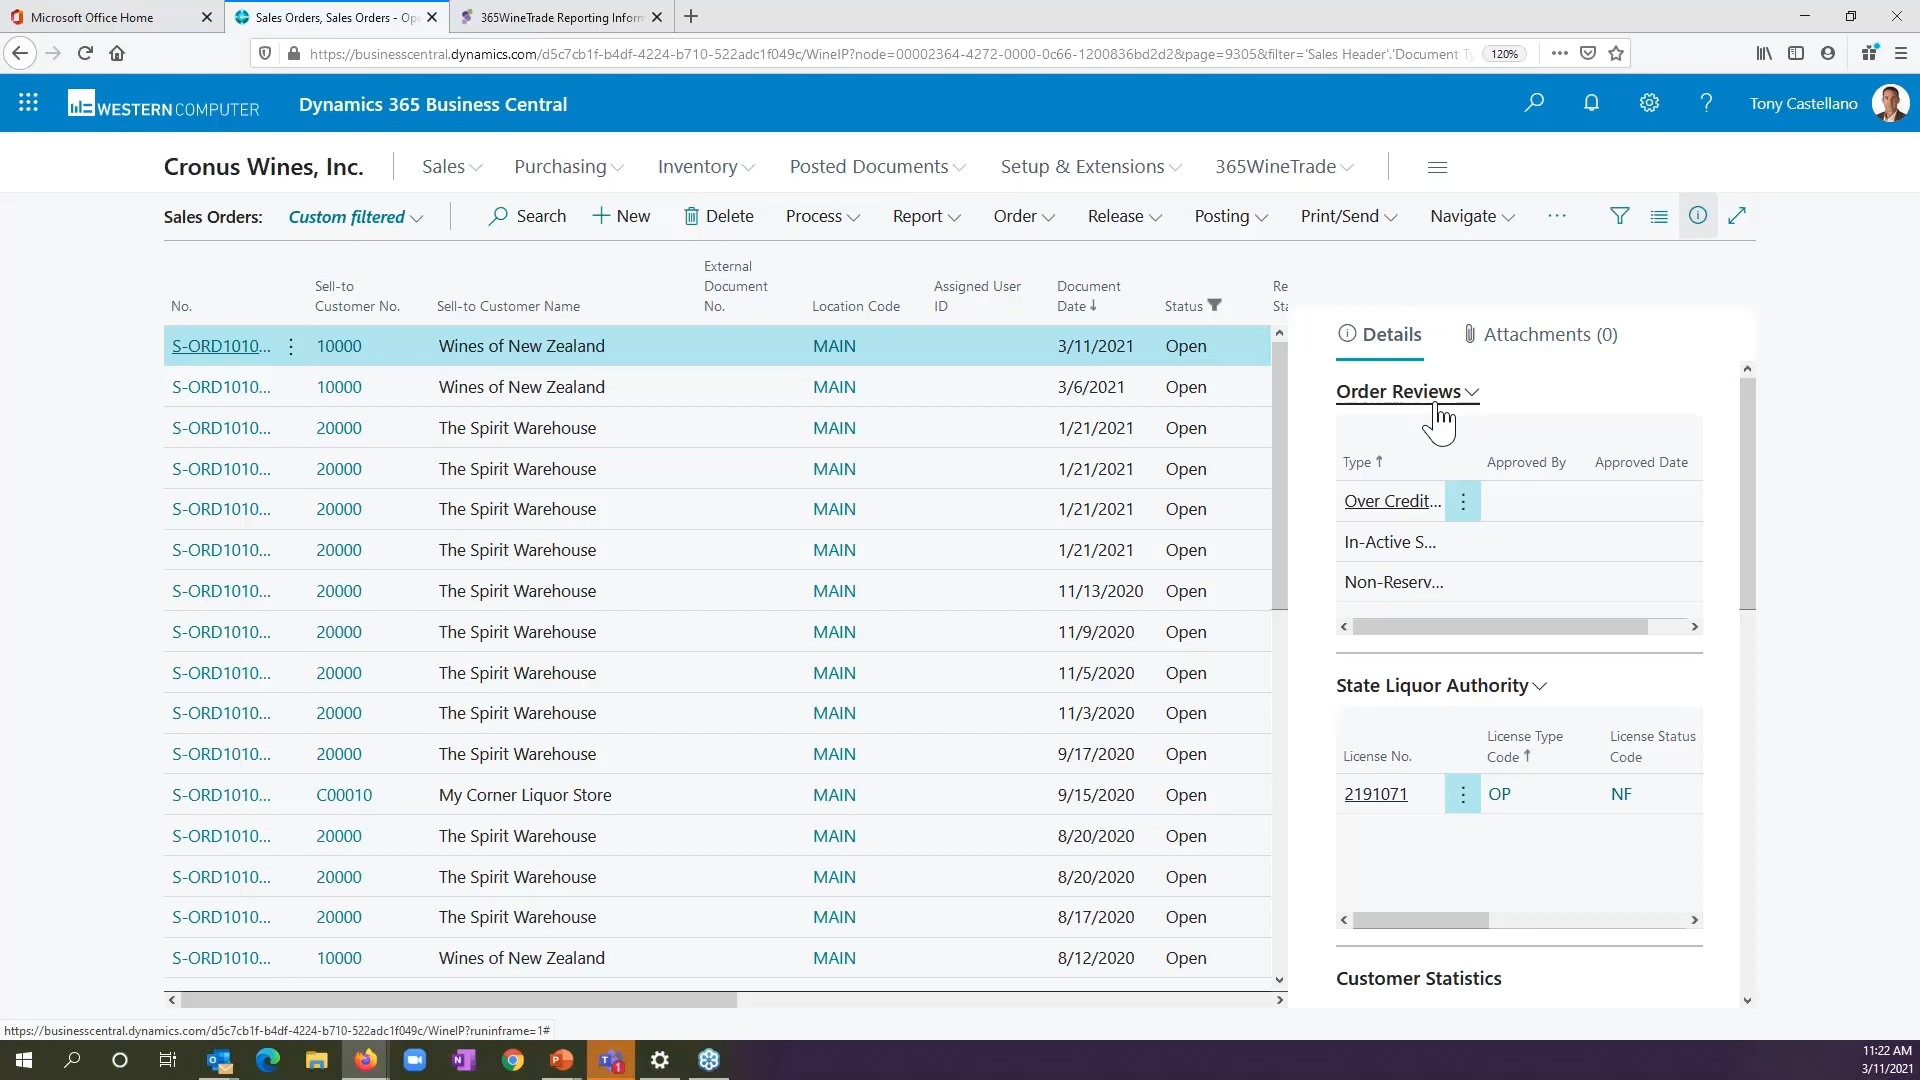 Microsoft Office Home
Sales Orders, Sales Orders - Op
365WineTrade Reporting Inforn
https://businesscentral.dynamics.com/d5c7cb1f-b4df-4224-b710-522adc1f049c/WineIP?node=00002364-4272-0000-0c66-1200836bd2d2&page=9305&filter='Sales Header'.'Document Ty
120%
WESTERNCOMPUTER
Dynamics 365 Business Central
Tony Castellano
Cronus Wines, Inc.
Sales
Purchasing
Inventory
Posted Documents
Setup & Extensions
365WineTrade
Sales Orders:
Custom filtered
Search
New
Delete
Process
Report
Order
Release
Posting
Print/Send
Navigate
No.
Sell-to
Customer No.
Sell-to Customer Name
External
Document
No.
Location Code
Assigned User
ID
Document
Date↓
Status
Re
Sta
S-ORD1010... 10000 Wines of New Zealand MAIN 3/11/2021 Open
S-ORD1010... 10000 Wines of New Zealand MAIN 3/6/2021 Open
S-ORD1010... 20000 The Spirit Warehouse MAIN 1/21/2021 Open
S-ORD1010... 20000 The Spirit Warehouse MAIN 1/21/2021 Open
S-ORD1010... 20000 The Spirit Warehouse MAIN 1/21/2021 Open
S-ORD1010... 20000 The Spirit Warehouse MAIN 1/21/2021 Open
S-ORD1010... 20000 The Spirit Warehouse MAIN 11/13/2020 Open
S-ORD1010... 20000 The Spirit Warehouse MAIN 11/9/2020 Open
S-ORD1010... 20000 The Spirit Warehouse MAIN 11/5/2020 Open
S-ORD1010... 20000 The Spirit Warehouse MAIN 11/3/2020 Open
S-ORD1010... 20000 The Spirit Warehouse MAIN 9/17/2020 Open
S-ORD1010... C00010 My Corner Liquor Store MAIN 9/15/2020 Open
S-ORD1010... 20000 The Spirit Warehouse MAIN 8/20/2020 Open
S-ORD1010... 20000 The Spirit Warehouse MAIN 8/20/2020 Open
S-ORD1010... 20000 The Spirit Warehouse MAIN 8/17/2020 Open
S-ORD1010... 10000 Wines of New Zealand MAIN 8/12/2020 Open
Details
Attachments (0)
Order Reviews
Type↑ Approved By Approved Date
Over Credit...
In-Active S...
Non-Reserv...
State Liquor Authority
License No.
License Type
Code↑
License Status
Code
2191071 OP NF
Customer Statistics
https://businesscentral.dynamics.com/d5c7cb1f-b4df-4224-b710-522adc1f049c/WineIP?runinframe=1#
11:22 AM
3/11/2021